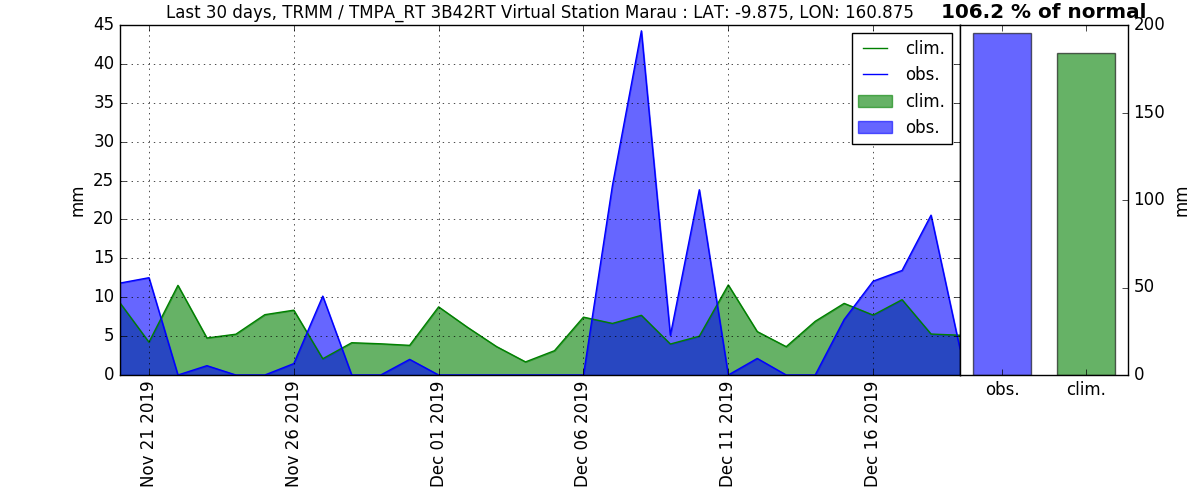 Last 30 days, TRMM / TMPA_RT 3B42RT Virtual Station Marau : LAT: -9.875, LON: 160.875
106.2 % of normal
45
40
35
30
25
20
15
10
5
0
mm
clim.
obs.
clim.
obs.
200
150
100
50
0
mm
obs.
clim.
Nov 21 2019
Nov 26 2019
Dec 01 2019
Dec 06 2019
Dec 11 2019
Dec 16 2019